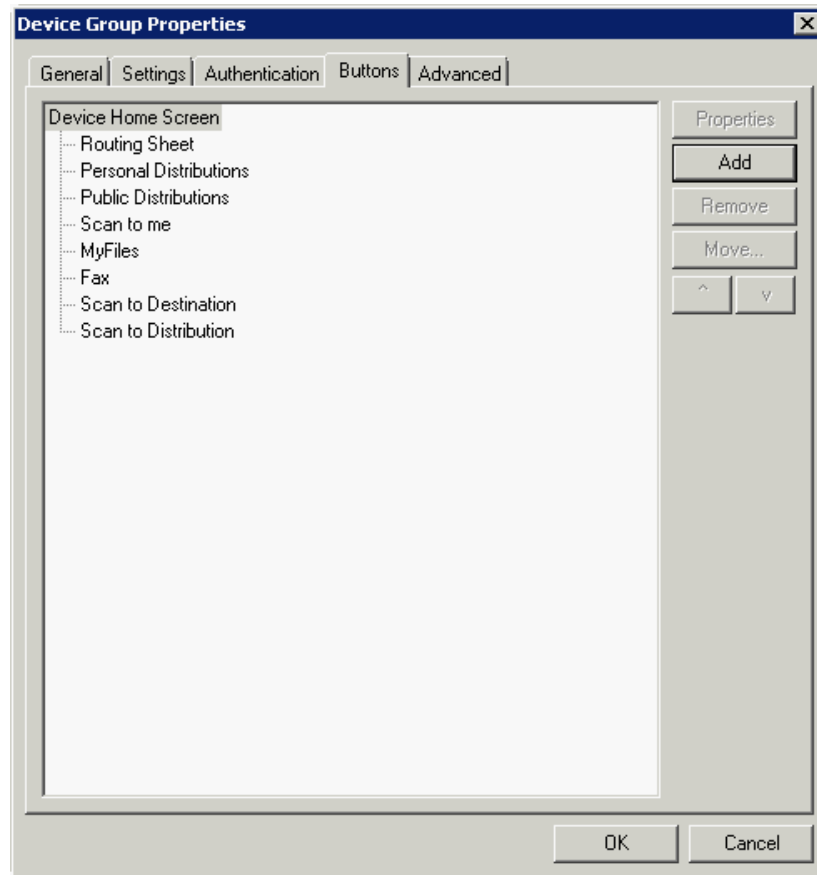 Device Group Properties
General Settings Authentication Buttons Advanced
Device Home Screen
Properties
Routing Sheet
Personal Distributions
Add
Public Distributions
Remove
Scan to me
MyFiles
Move...
Fax
^ v
Scan to Destination
Scan to Distribution
OK Cancel